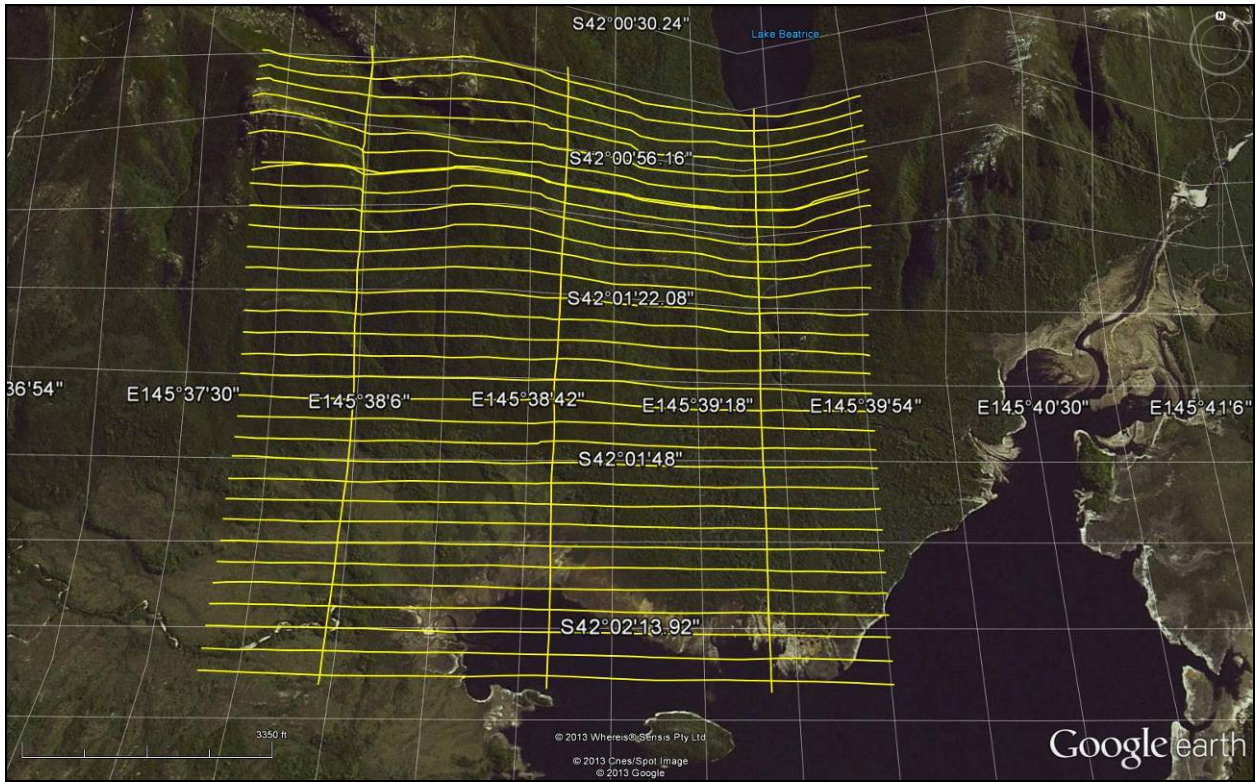 S42°00'30.24"
Lake Beatrice
N
S42°00'56.16"
S42°01'22.08"
36'54"
E145°37'30"
E145°38'6"
E145°38'42"
E145°39'18"
E145°39'54"
E145°40'30"
E145°41'6"
S42°01'48"
S42°02'13.92"
3350 ft
© 2013 Whereis® Sensis Pty Ltd
© 2013 Cnes/Spot Image
© 2013 Google
Google earth